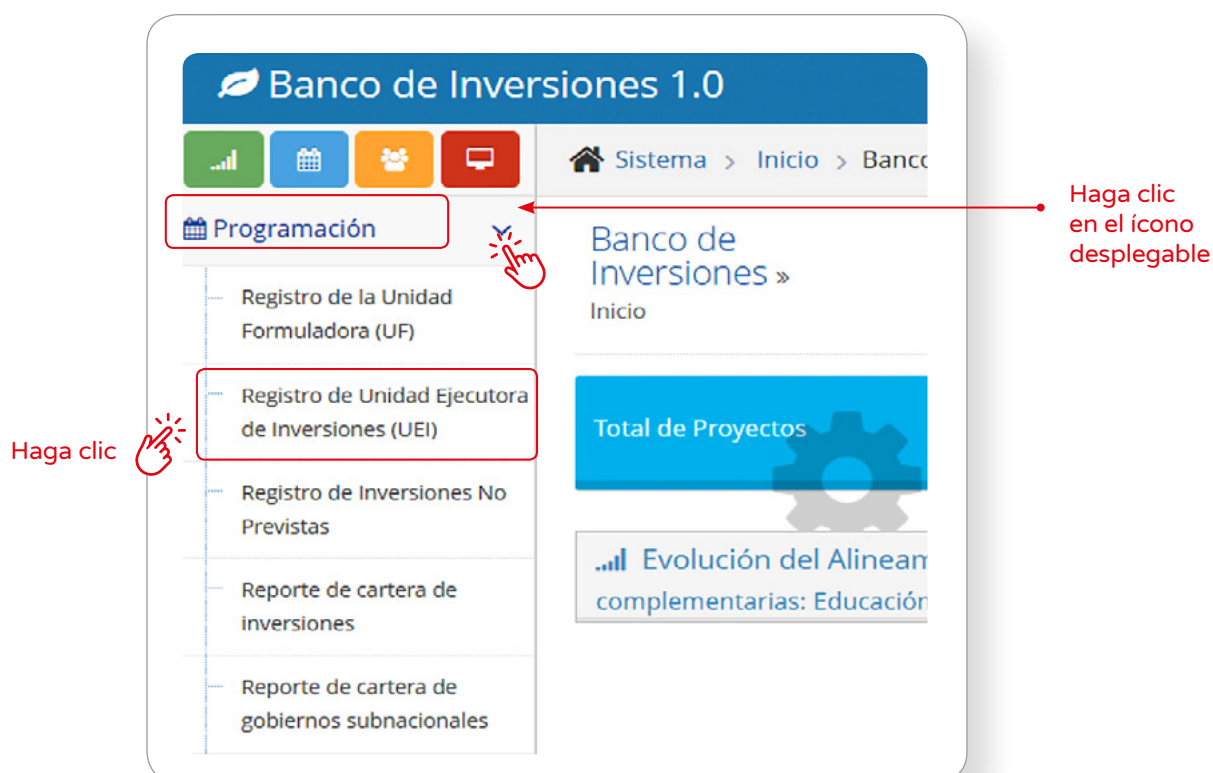 Banco de Inversiones 1.0
Sistema > Inicio > Banco
Programación
Haga clic
en el ícono
desplegable
Banco de
Inversiones »
Inicio
Registro de la Unidad
Formuladora (UF)
Registro de Unidad Ejecutora
de Inversiones (UEI)
Haga clic
Total de Proyectos
Registro de Inversiones No
Previstas
Evolución del Alineam
complementarias: Educación
Reporte de cartera de
inversiones
Reporte de cartera de
gobiernos subnacionales